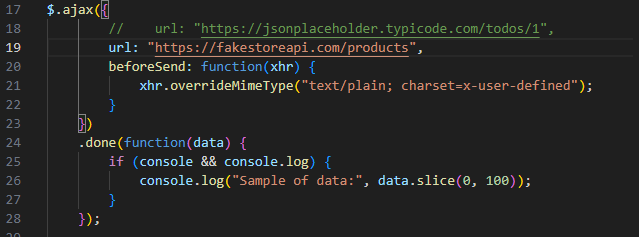 17 $.ajax({
18 // url: "https://jsonplaceholder.typicode.com/todos/1",
19 url: "https://fakestoreapi.com/products",
20 beforeSend: function(xhr) {
21 xhr.overrideMimeType("text/plain; charset=x-user-defined");
22 }
23 })
24 .done(function(data) {
25 if (console && console.log) {
26 console.log("Sample of data:", data.slice(0, 100));
27 }
28 });